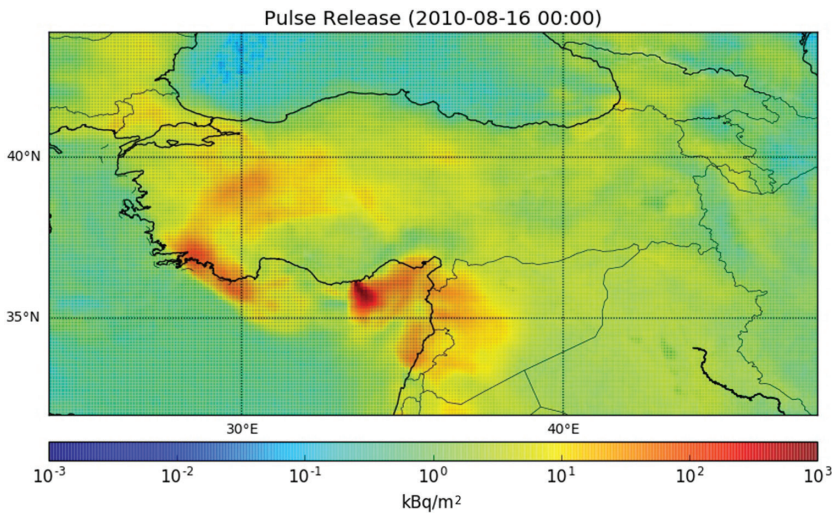 Pulse Release (2010-08-16 00:00)
40°N
35°N
30°E 40°E
10⁻³ 10⁻² 10⁻¹ 10⁰ 10¹ 10² 10³
kBq/m²